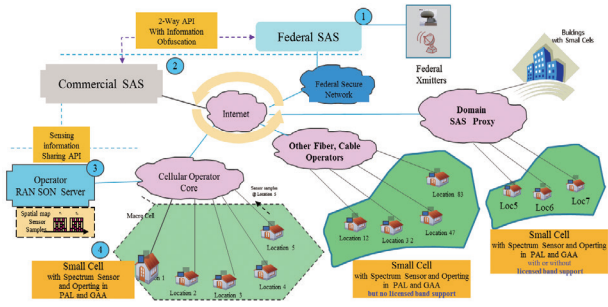 2-Way API
With Information
Obfuscation
Federal SAS
1
Buildings
with Small Cells
2
Commercial SAS
Federal Secure
Network
Federal
Xmitters
Internet
Domain
SAS Proxy
Sensing
information
Sharing API
Other Fiber, Cable
Operators
3
Operator
RAN SON Server
Cellular Operator
Core
Sensor samples
@ Location 3
Location 83
Loc5
Loc6
Loc7
Spatial map
Sensor
Samples
Macro Cell
Location 12
Location 3 2
Location 47
4
Location 5
Location 1
Location 2
Location 3
Location 4
Small Cell
with Spectrum Sensor
and Operting in
PAL and GAA
Small Cell
with Spectrum Sensor and Operting
in PAL and GAA
but no licensed band support
Small Cell
with Spectrum Sensor and Operting
in PAL and GAA
with or without
licensed band support